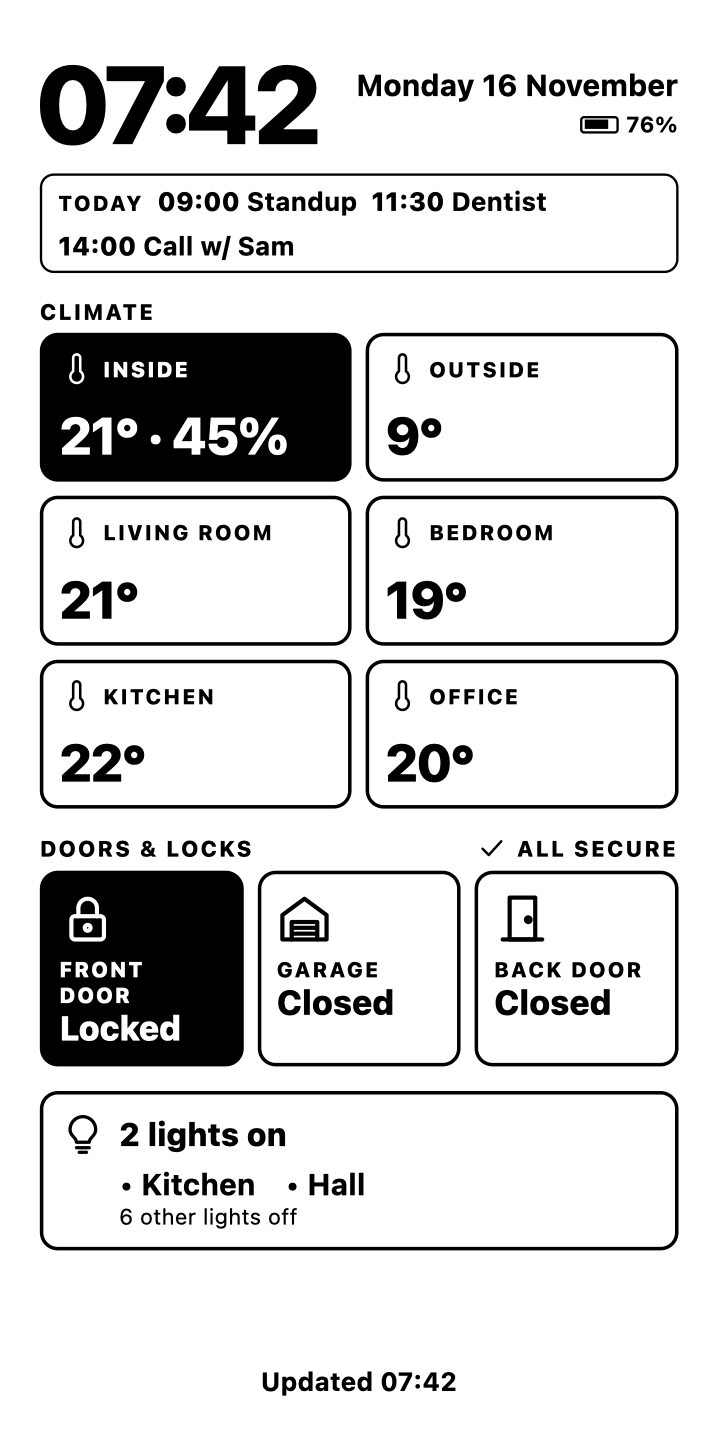 07:42
Monday 16 November
76%
TODAY 09:00 Standup 11:30 Dentist
14:00 Call w/ Sam
CLIMATE
INSIDE
21° · 45%
OUTSIDE
9°
LIVING ROOM
21°
BEDROOM
19°
KITCHEN
22°
OFFICE
20°
DOORS & LOCKS
✓ ALL SECURE
FRONT
DOOR
Locked
GARAGE
Closed
BACK DOOR
Closed
2 lights on
• Kitchen • Hall
6 other lights off
Updated 07:42